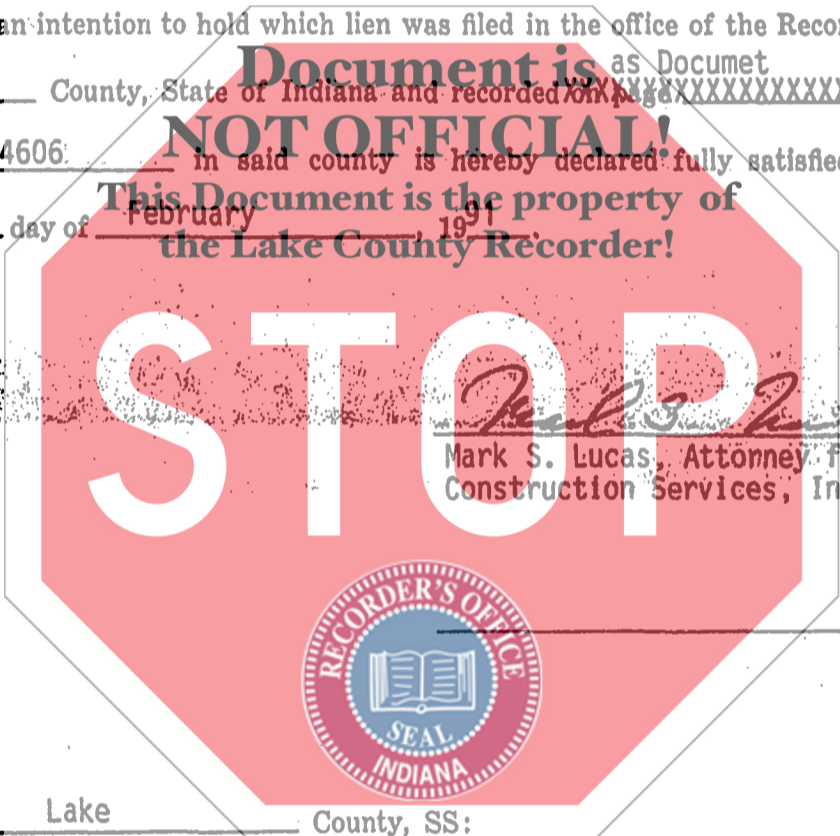 an intention to hold which lien was filed in the office of the Reco
Document is
as Documet
County, State of Indiana and recorded on page XXXXXXXXXXXX
NOT OFFICIAL!
4606 in said county is hereby declared fully satisfie
This Document is the property of
day of February, 1991.
the Lake County Recorder!
STOP
Mark S. Lucas, Attorney f
Construction Services, In
RECORDER'S OFFICE
SEAL
INDIANA
Lake County, SS: